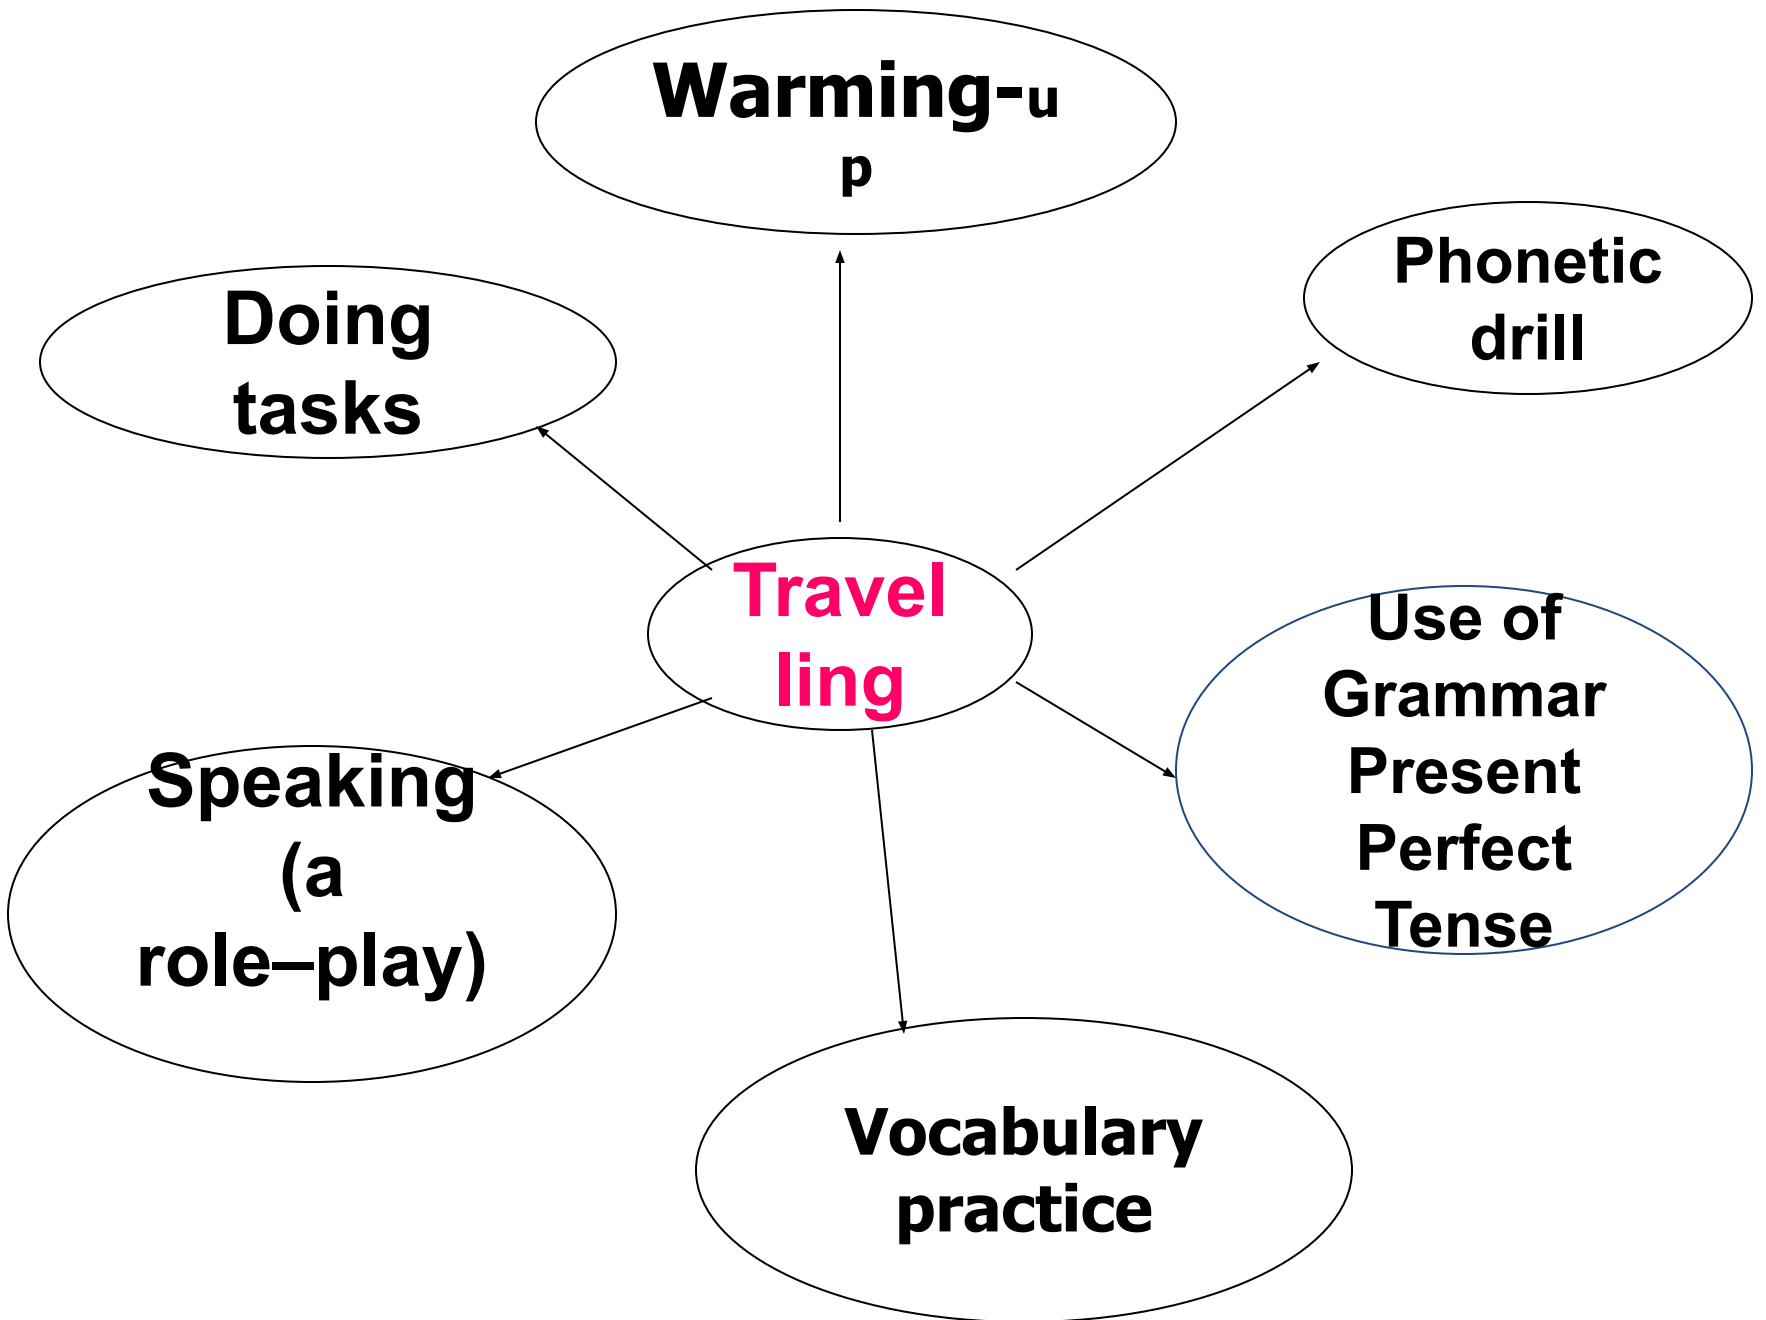 Warming-u
p
Phonetic
drill
Doing
tasks
Travel
ling
Use of
Grammar
Present
Perfect
Tense
Speaking
(a
role–play)
Vocabulary
practice